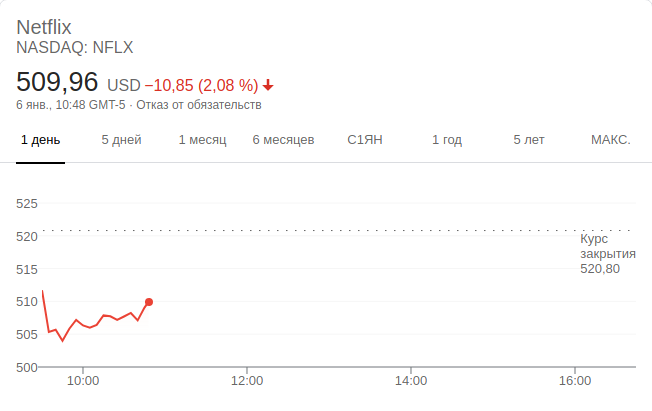 Netflix
NASDAQ: NFLX
509,96 USD −10,85 (2,08 %)
6 янв., 10:48 GMT-5 · Отказ от обязательств
1 день 5 дней 1 месяц 6 месяцев С1ЯН 1 год 5 лет МАКС.
525
520
Курс
закрытия
520,80
515
510
505
500
10:00 12:00 14:00 16:00